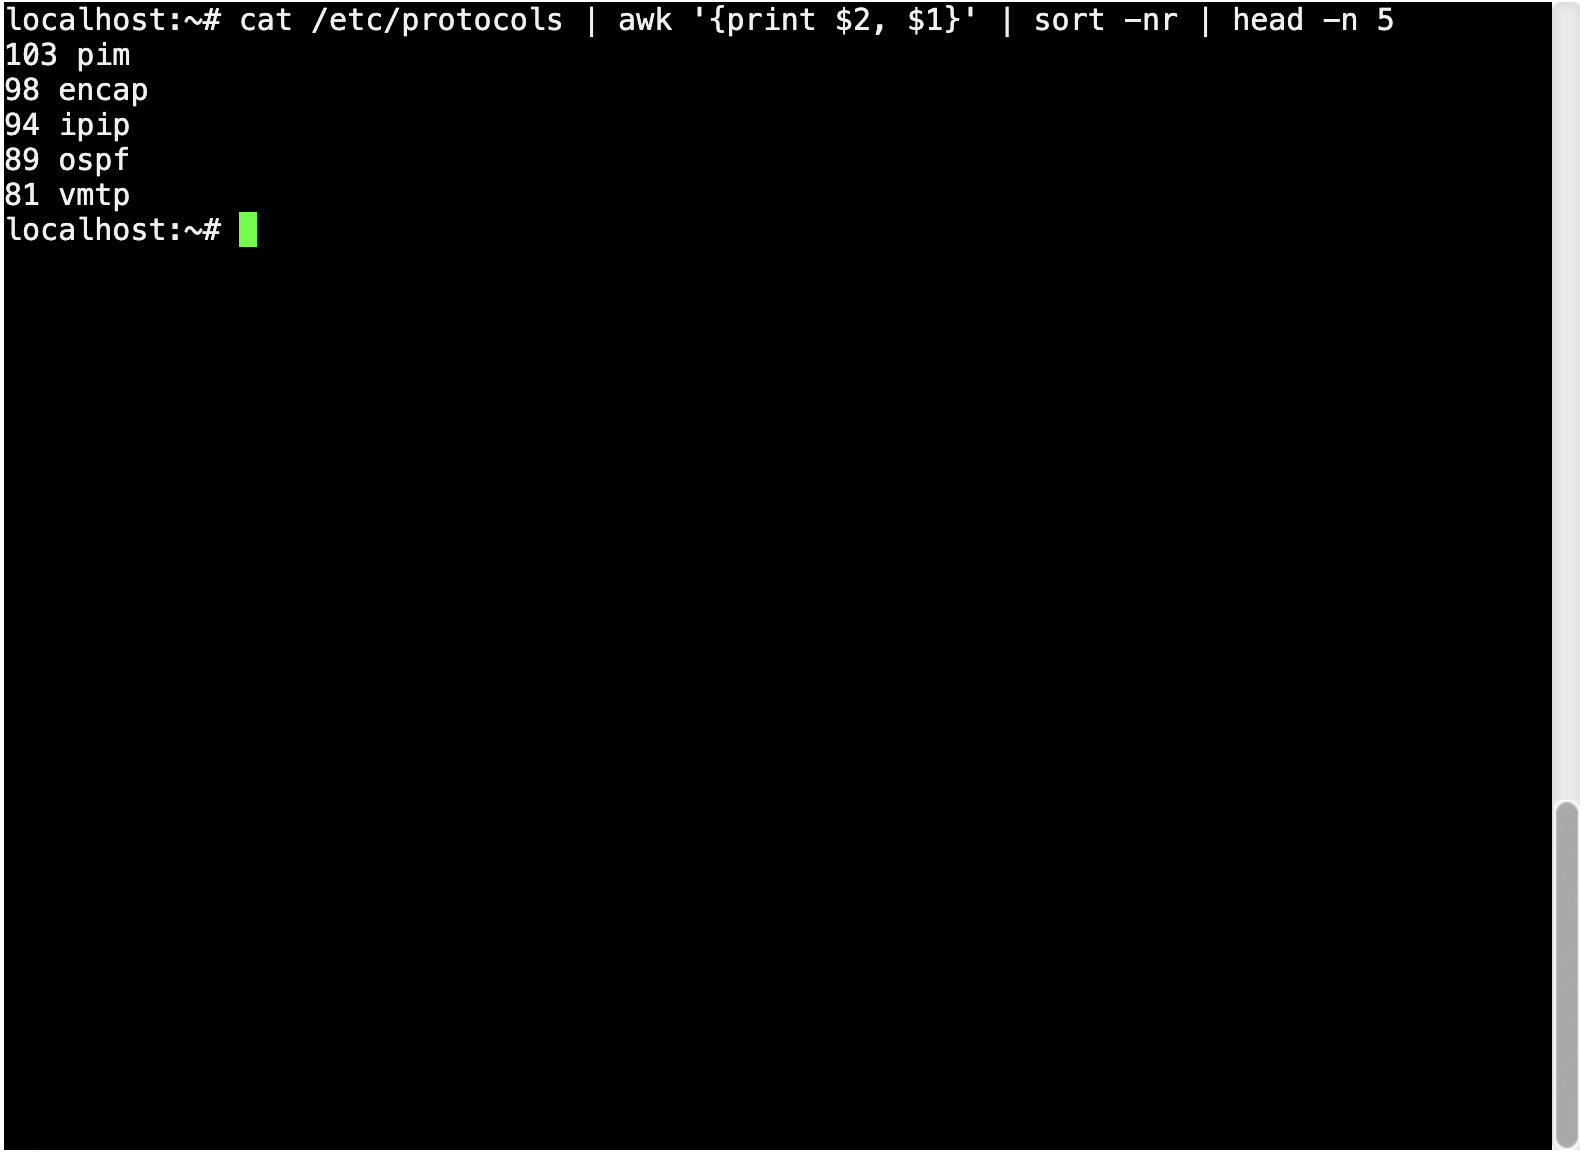 localhost:~# cat /etc/protocols | awk '{print $2, $1}' | sort -nr | head -n 5
103 pim
98 encap
94 ipip
89 ospf
81 vmtp
localhost:~#